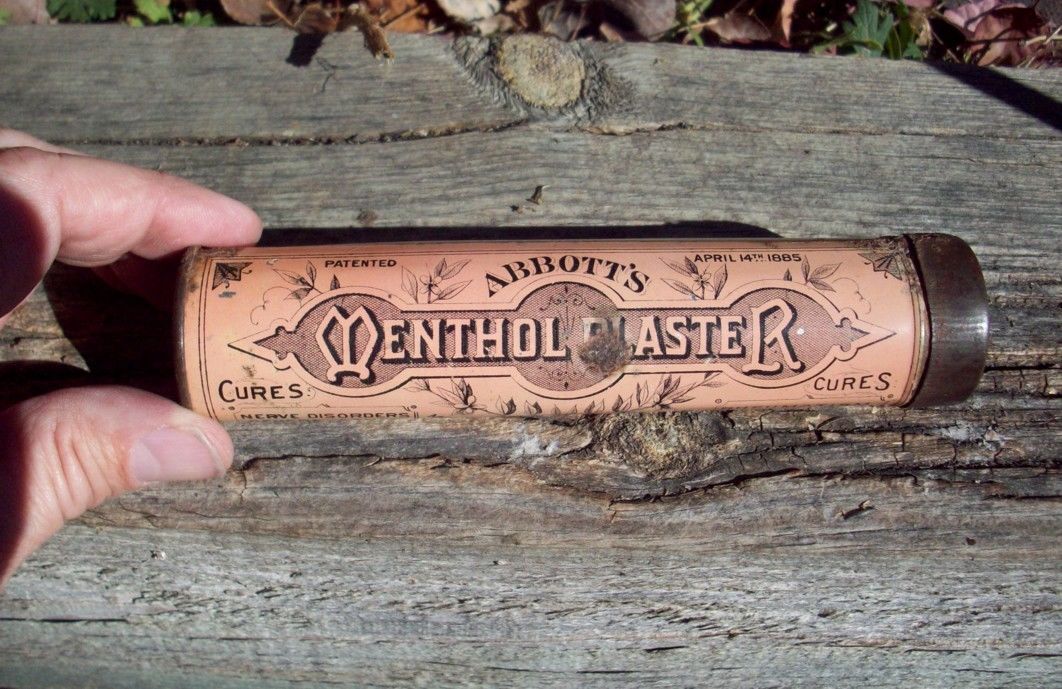 PATENTED ABBOTT'S APRIL 14TH 1885
MENTHOL PLASTER
CURES: CURES
NERVE DISORDERS